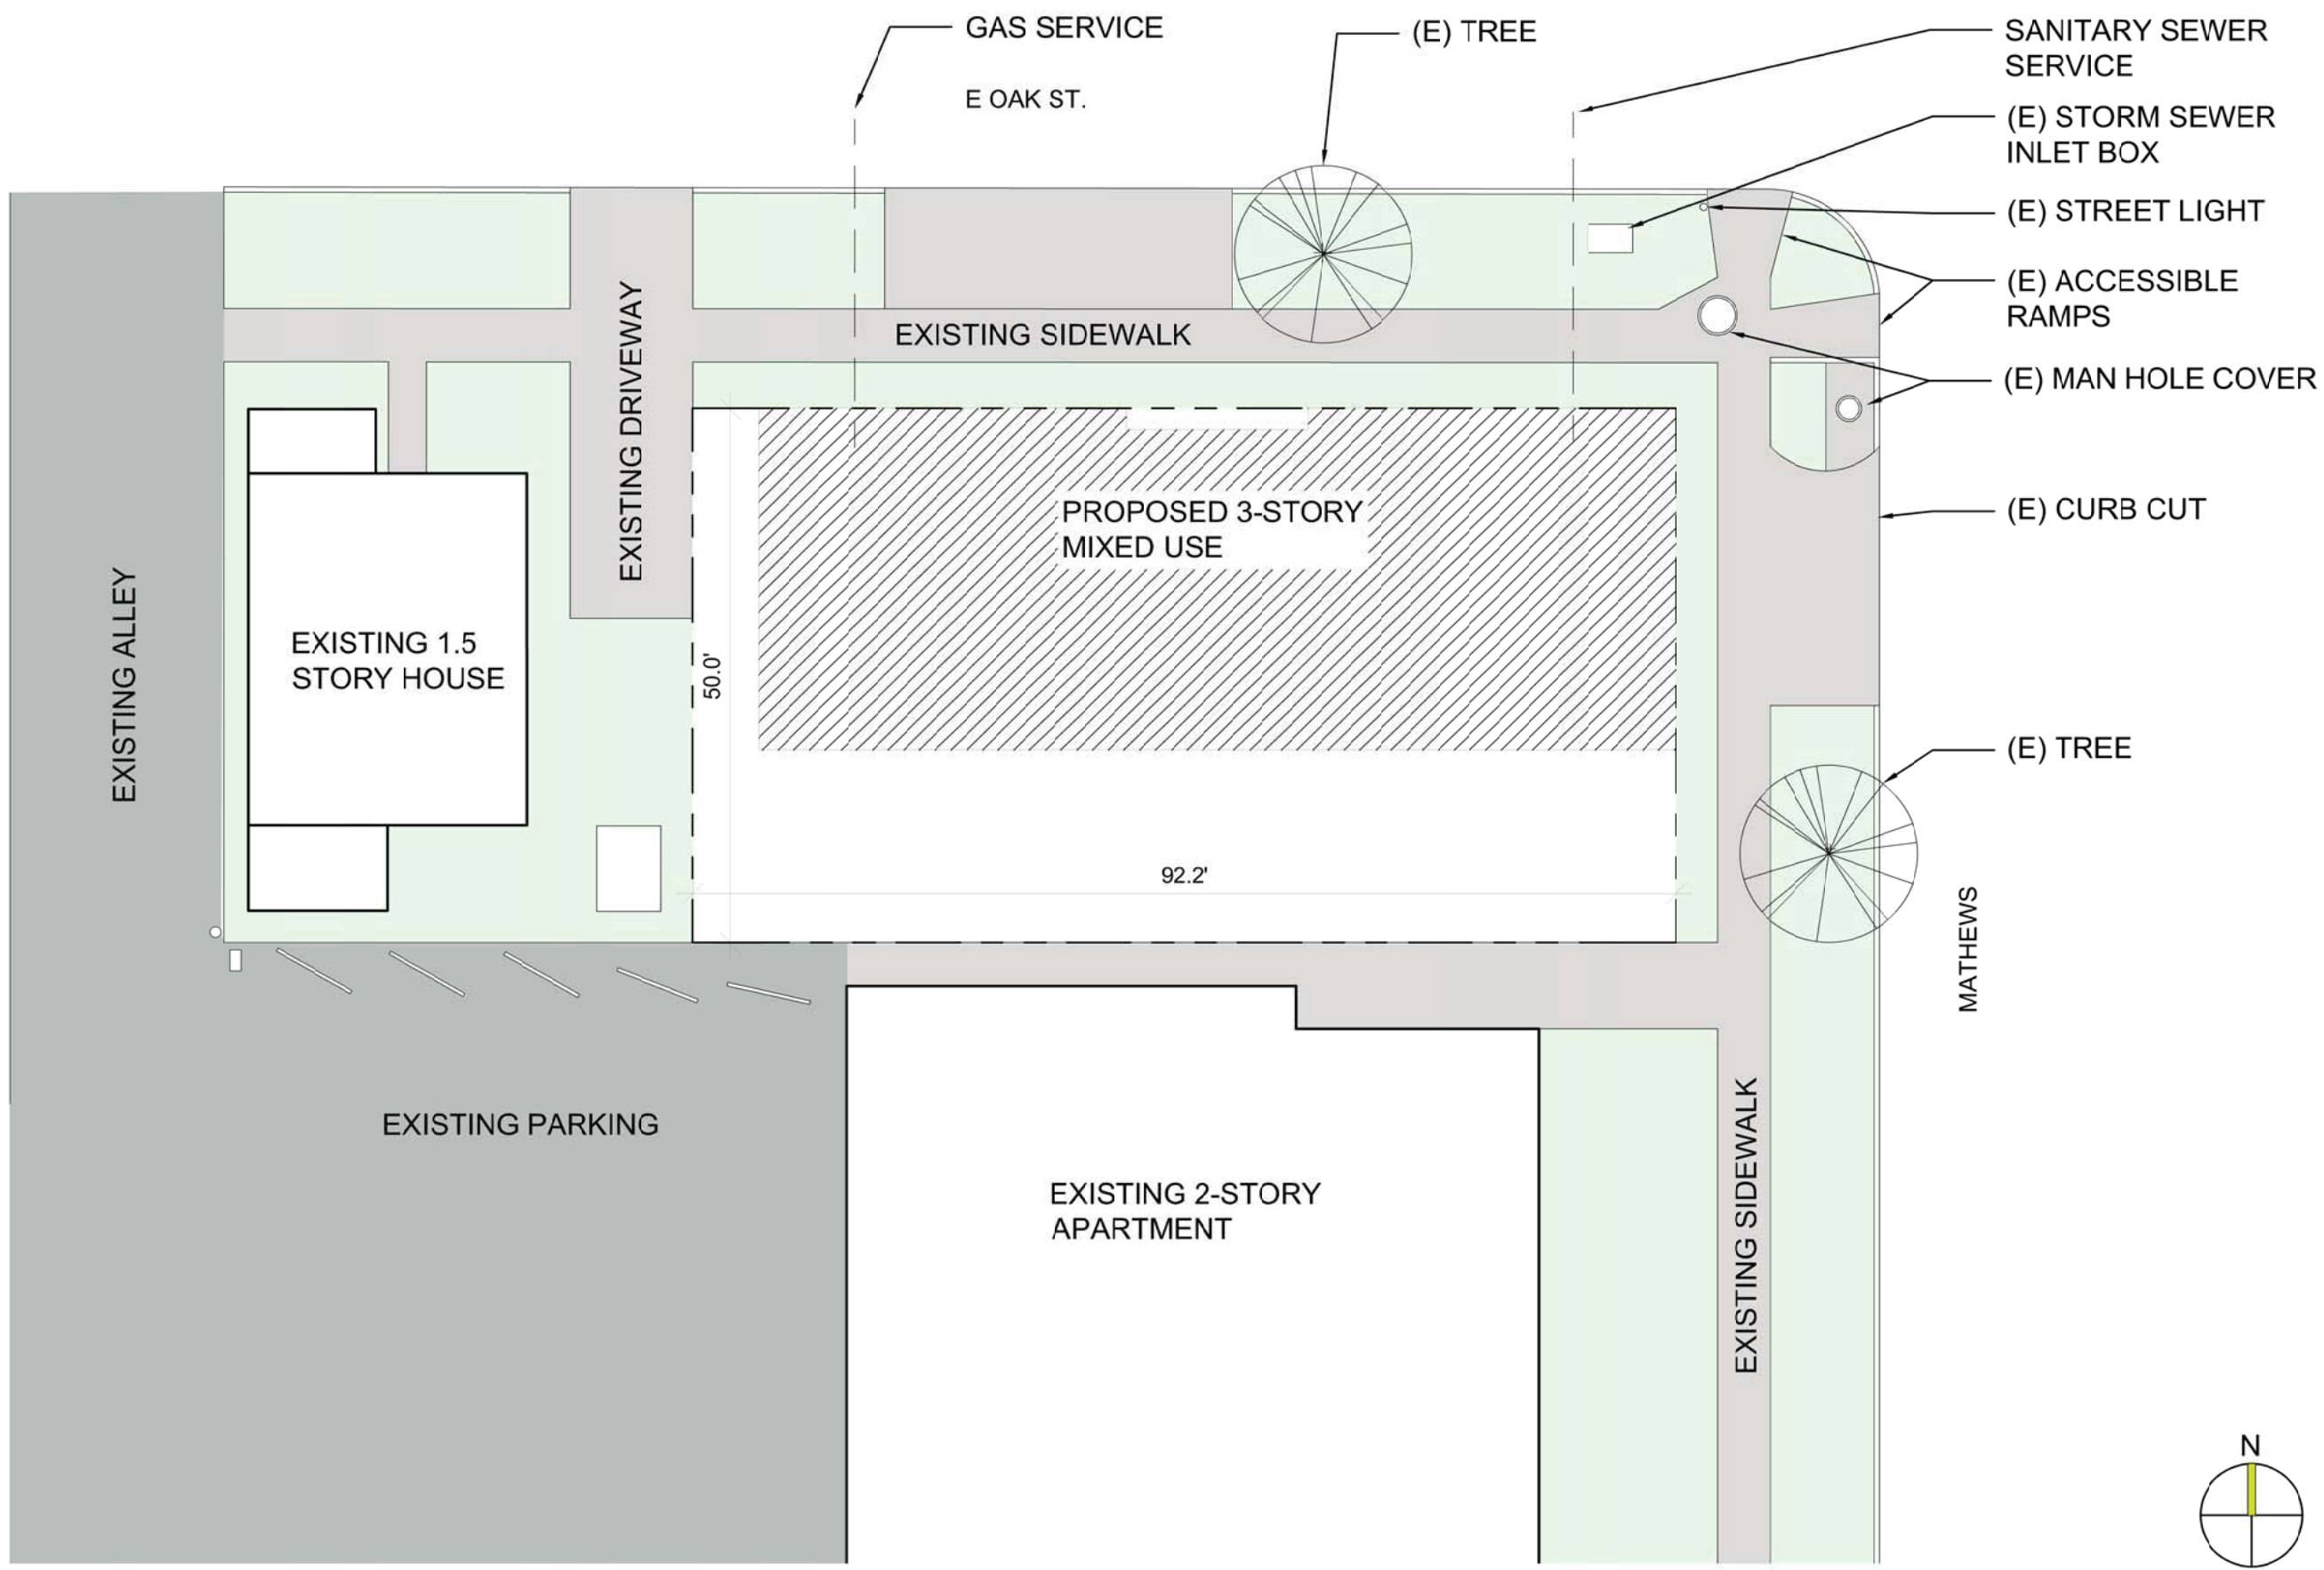 GAS SERVICE
E OAK ST.
(E) TREE
SANITARY SEWER
SERVICE
(E) STORM SEWER
INLET BOX
(E) STREET LIGHT
(E) ACCESSIBLE
RAMPS
(E) MAN HOLE COVER
(E) CURB CUT
(E) TREE
MATHEWS
EXISTING SIDEWALK
EXISTING DRIVEWAY
PROPOSED 3-STORY
MIXED USE
50.0'
92.2'
EXISTING ALLEY
EXISTING 1.5
STORY HOUSE
EXISTING PARKING
EXISTING 2-STORY
APARTMENT
EXISTING SIDEWALK
N